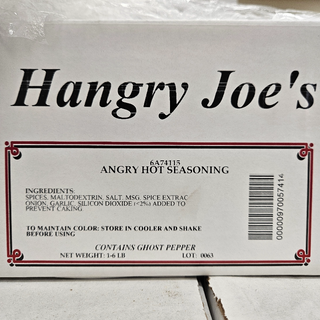 Hangry Joe's
6A74115
ANGRY HOT SEASONING
INGREDIENTS:
SPICES, MALTODEXTRIN, SALT, MSG, SPICE EXTRAC
ONION, GARLIC, SILICON DIOXIDE (<2%) ADDED TO
PREVENT CAKING.
TO MAINTAIN COLOR: STORE IN COOLER AND SHAKE
BEFORE USING
CONTAINS GHOST PEPPER
NET WEIGHT: 1-6 LB LOT: 0063
00000970057414